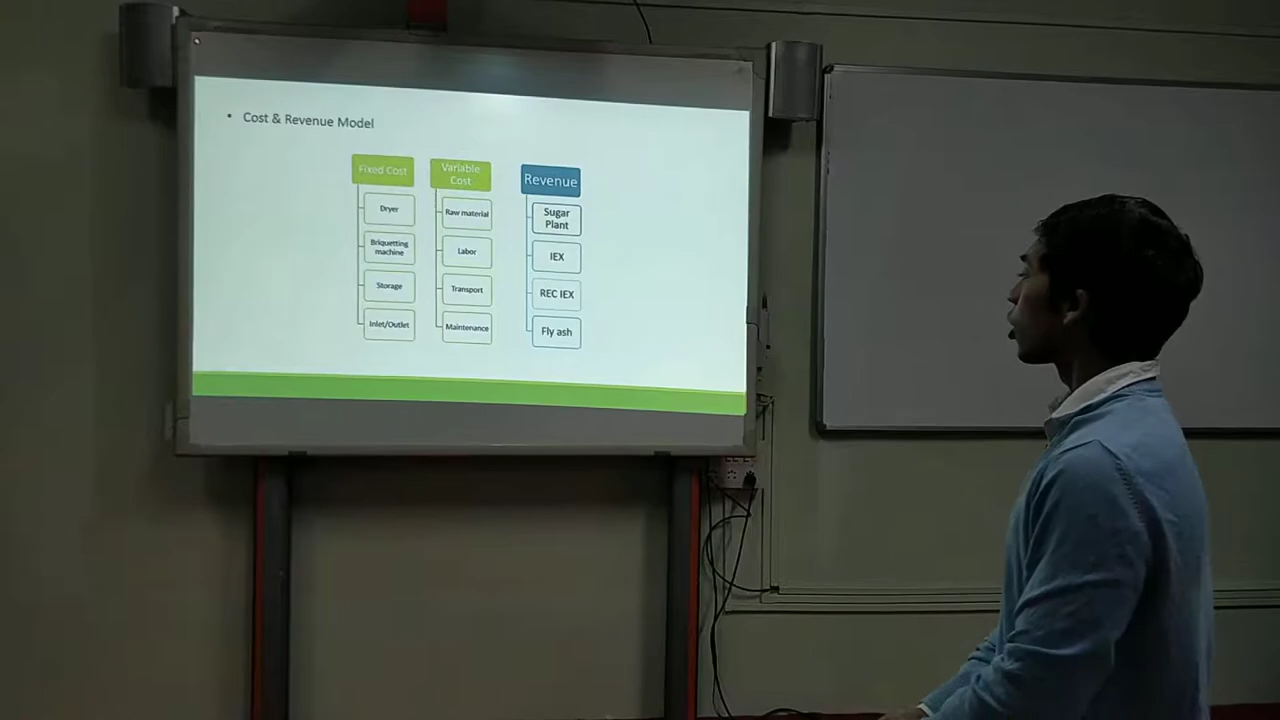 • Cost & Revenue Model
Fixed Cost
Dryer
Briquetting
machine
Storage
Inlet/Outlet
Variable
Cost
Raw material
Labor
Transport
Maintenance
Revenue
Sugar
Plant
IEX
REC IEX
Fly ash